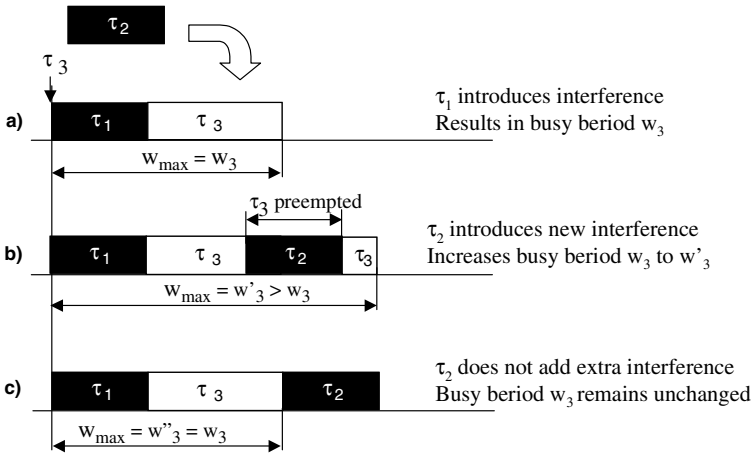 τ2
τ3
a)
τ1
τ3
wmax = w3
τ1 introduces interference
Results in busy beriod w3
τ3 preempted
b)
τ1
τ3
τ2
τ3
wmax = w'3 > w3
τ2 introduces new interference
Increases busy beriod w3 to w'3
c)
τ1
τ3
τ2
wmax = w"3 = w3
τ2 does not add extra interference
Busy beriod w3 remains unchanged